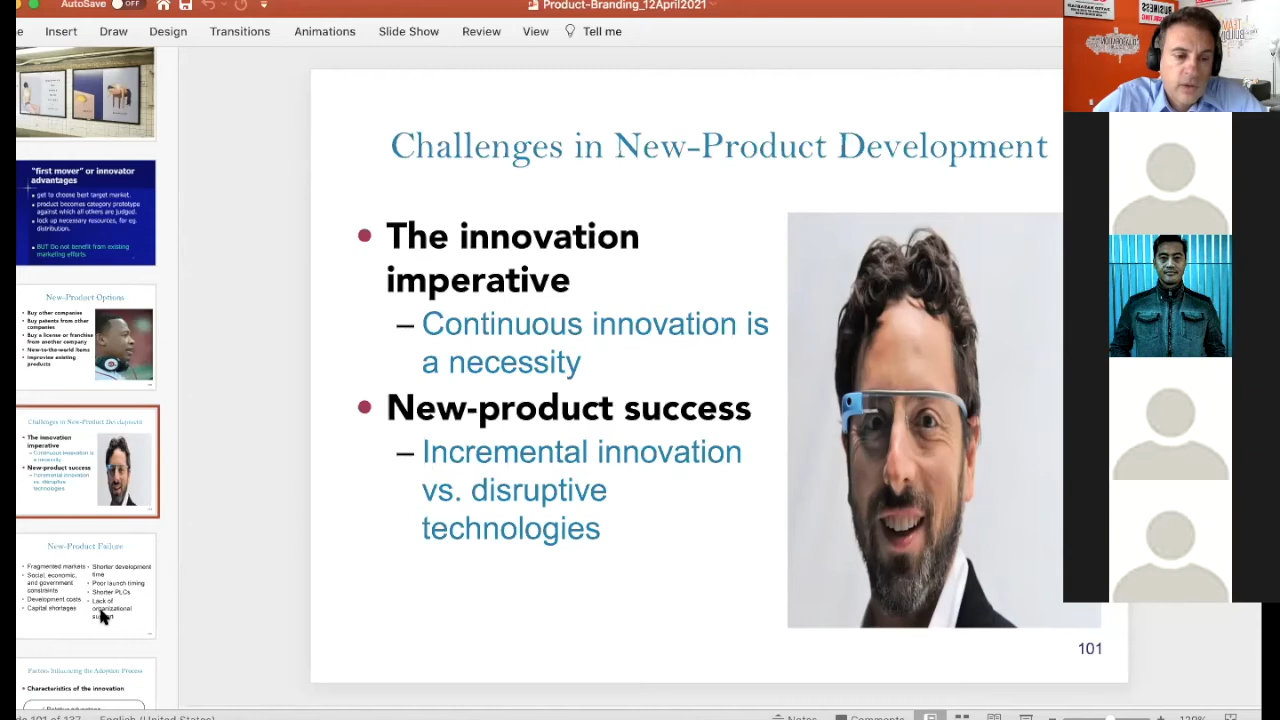 AutoSave OFF
Product-Branding_12April2021
Insert Draw Design Transitions Animations Slide Show Review View Tell me
"first mover" or innovator
advantages
get to choose best target market.
product becomes category prototype
against which all others are judged.
lock up necessary resources, for eg.
distribution.
BUT Do not benefit from existing
marketing efforts
New-Product Options
Buy other companies
Buy patents from other
companies
Buy a license or franchise
from another company
New-to-the-world items
Improvise existing
products
Challenges in New-Product Development
The innovation
imperative
– Continuous innovation is
a necessity
New-product success
– Incremental innovation
vs. disruptive
technologies
New-Product Failure
Fragmented markets
Social, economic,
and government
constraints
Development costs
Capital shortages
Shorter development
time
Poor launch timing
Shorter PLCs
Lack of
organizational
Factors Influencing the Adoption Process
Characteristics of the innovation
Challenges in New-Product Development
The innovation
imperative
– Continuous innovation is
a necessity
New-product success
– Incremental innovation
vs. disruptive
technologies
101
BUSINESS
TEAM
BUILDING
COLLABORATION
101 of 137 English (United States)
Notes Comments